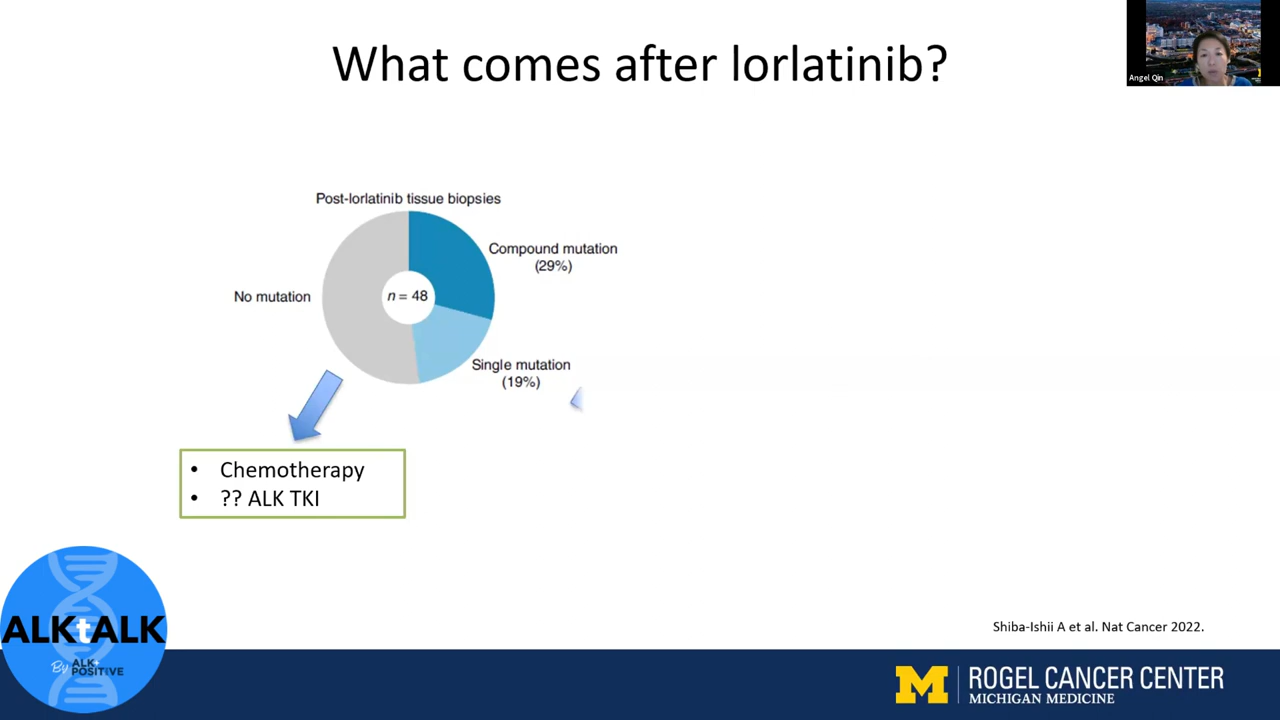 What comes after lorlatinib?
Angel Qin
Post-lorlatinib tissue biopsies
Compound mutation
(29%)
No mutation
n = 48
Single mutation
(19%)
• Chemotherapy
• ?? ALK TKI
ALKtALK
By ALK+
POSITIVE
Shiba-Ishii A et al. Nat Cancer 2022.
M
ROGEL CANCER CENTER
MICHIGAN MEDICINE